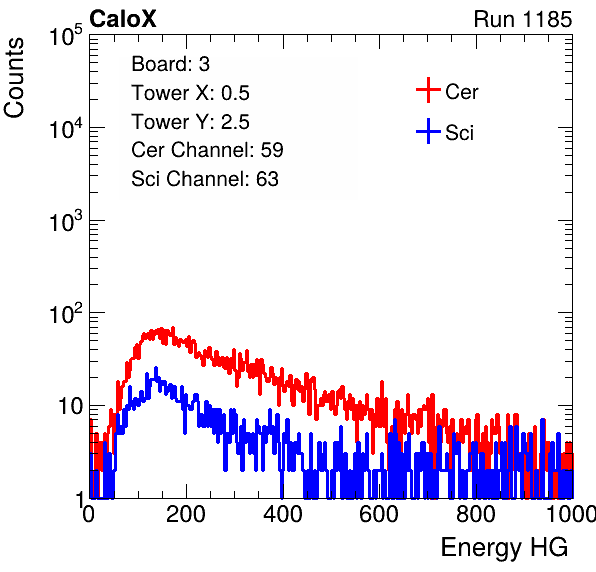 CaloX
Run 1185
Counts
10^5
10^4
10^3
10^2
10
1
Board: 3
Tower X: 0.5
Tower Y: 2.5
Cer Channel: 59
Sci Channel: 63
Cer
Sci
0 200 400 600 800 1000
Energy HG